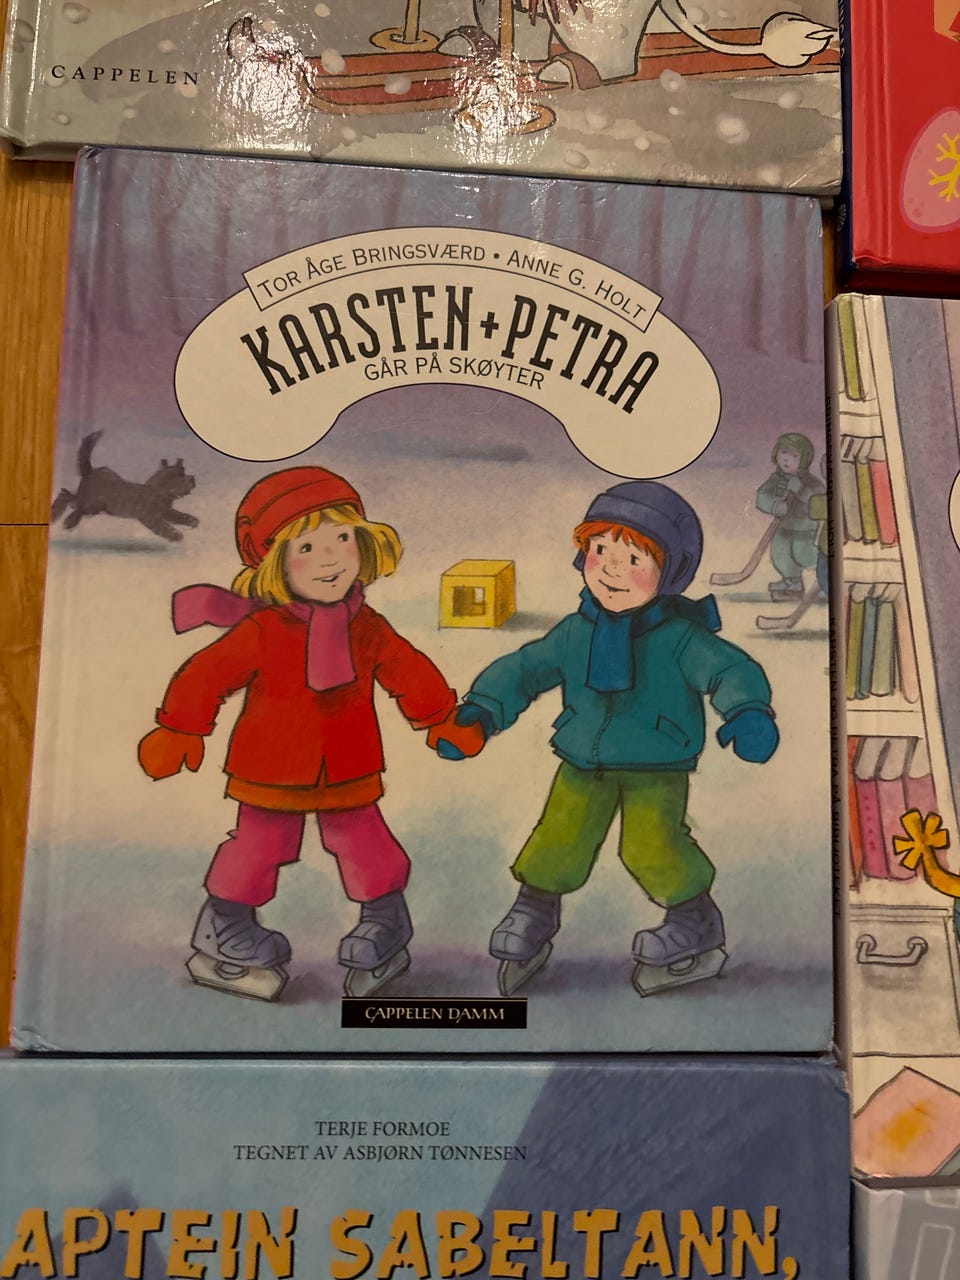 CAPPELEN
TOR ÅGE BRINGSVÆRD • ANNE G. HOLT
KARSTEN+PETRA
GÅR PÅ SKØYTER
CAPPELEN DAMM
TERJE FORMOE
TEGNET AV ASBJØRN TØNNESEN
APTEIN SABELTANN,